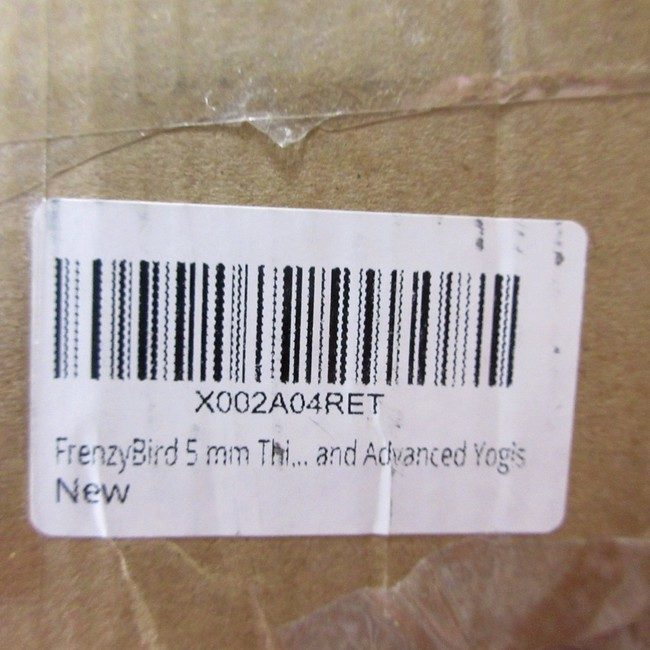 X002A04RET
FrenzyBird 5 mm Thi... and Advanced Yogis
New